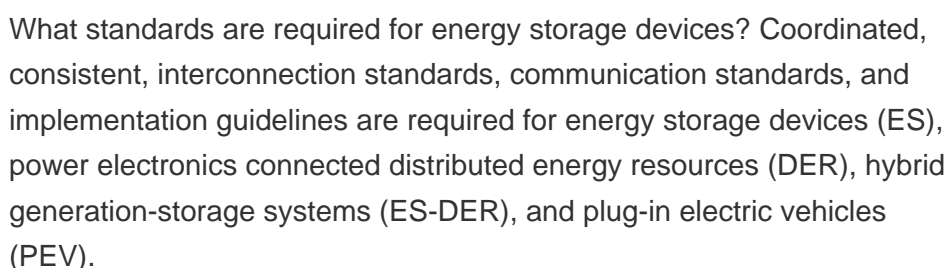 What standards are required for energy storage devices? Coordinated,
consistent, interconnection standards, communication standards, and
implementation guidelines are required for energy storage devices (ES),
power electronics connected distributed energy resources (DER), hybrid
generation-storage systems (ES-DER), and plug-in electric vehicles
(PEV).